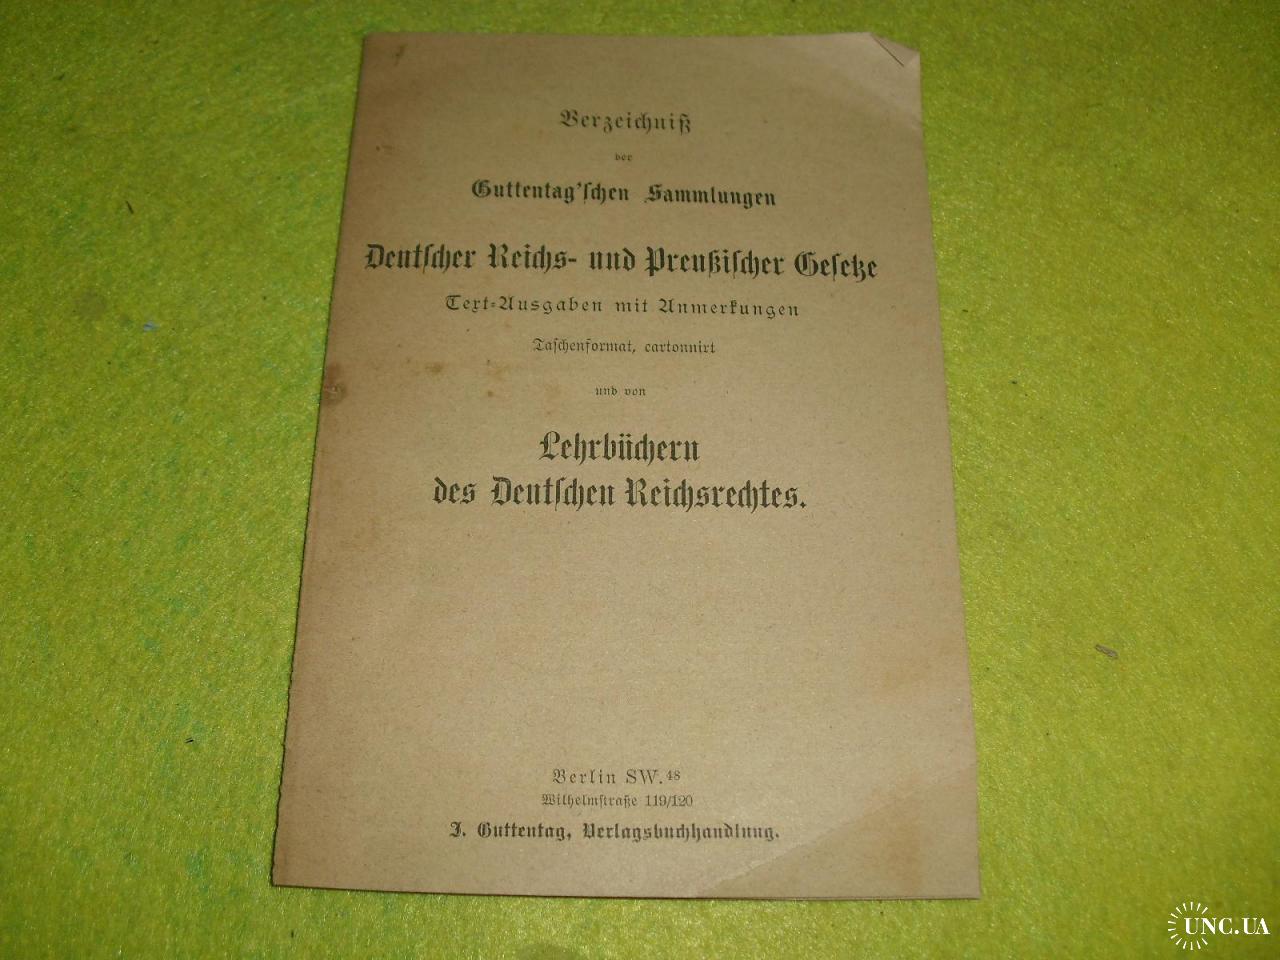 Verzeichniß
der
Guttentag'schen Sammlungen
Deutscher Reichs- und Preußischer Gesetze
Text-Ausgaben mit Anmerkungen
Taschenformat, cartonnirt
und von
Lehrbüchern
des Deutschen Reichsrechtes.
Berlin SW. 48
Wilhelmstraße 119/120
J. Guttentag, Verlagsbuchhandlung.
UNC.UA